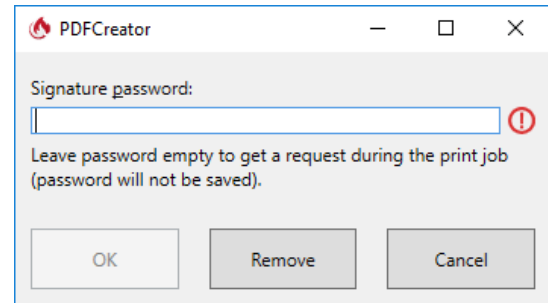 PDFCreator
Signature password:
Leave password empty to get a request during the print job
(password will not be saved).
OK
Remove
Cancel